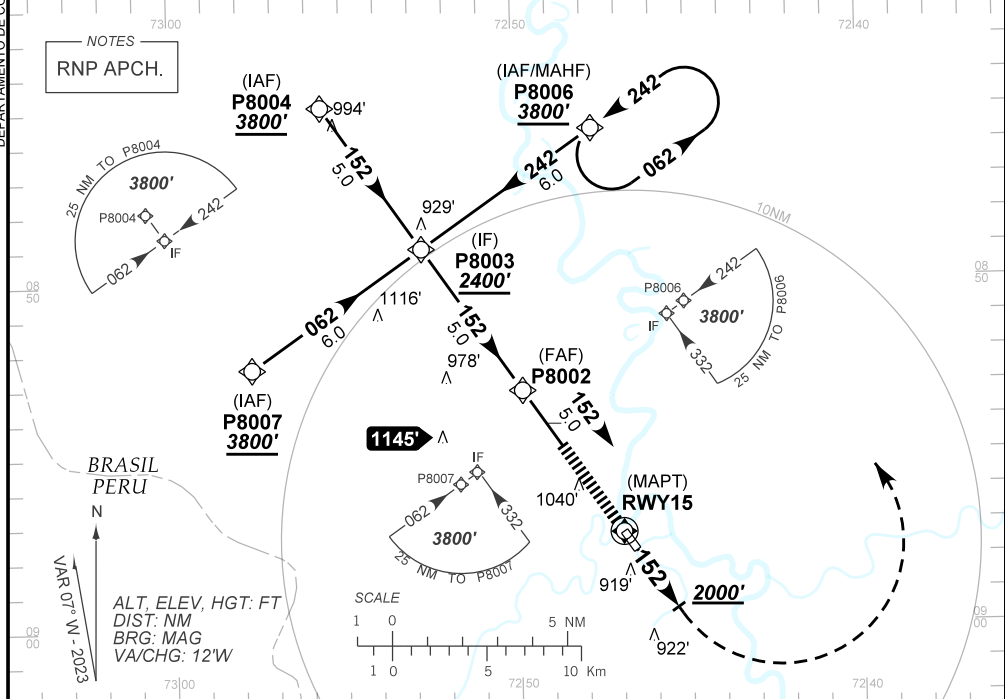 73:00
72:50
72:40
NOTES
RNP APCH.
(IAF)
P8004
3800'
994'
152
5.0
(IAF/MAHF)
P8006
3800'
242
062
242
6.0
25 NM TO P8004
3800'
P8004
242
IF
062
929'
10NM
(IF)
P8003
2400'
08
50
08
50
1116'
062
6.0
152
5.0
978'
P8006
242
IF
3800'
332
25 NM TO P8006
(FAF)
P8002
152
5.0
(IAF)
P8007
3800'
1145'
BRASIL
PERU
P8007
IF
062
332
3800'
25 NM TO P8007
1040'
(MAPT)
RWY15
919'
152
2000'
922'
N
VAR 07° W - 2023
ALT, ELEV, HGT: FT
DIST: NM
BRG: MAG
VA/CHG: 12'W
SCALE
1 0 5 NM
1 0 5 10 Km
09
00
09
00
73:00
72:50
72:40